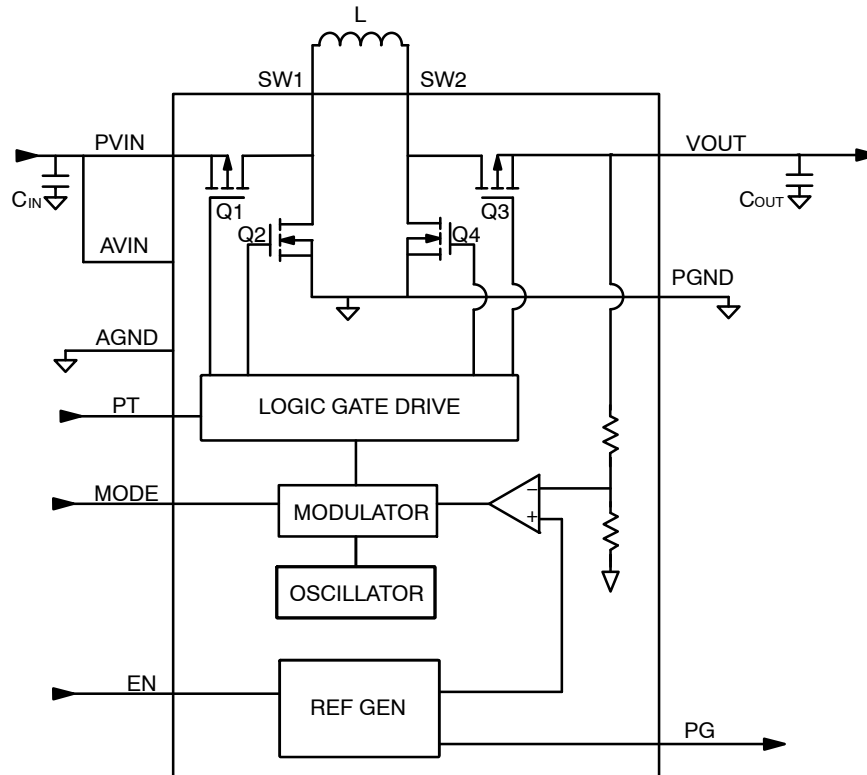 L
SW1
SW2
PVIN
VOUT
CIN
COUT
Q1
Q3
Q2
Q4
AVIN
PGND
AGND
LOGIC GATE DRIVE
PT
MODE
MODULATOR
−
+
OSCILLATOR
EN
REF GEN
PG